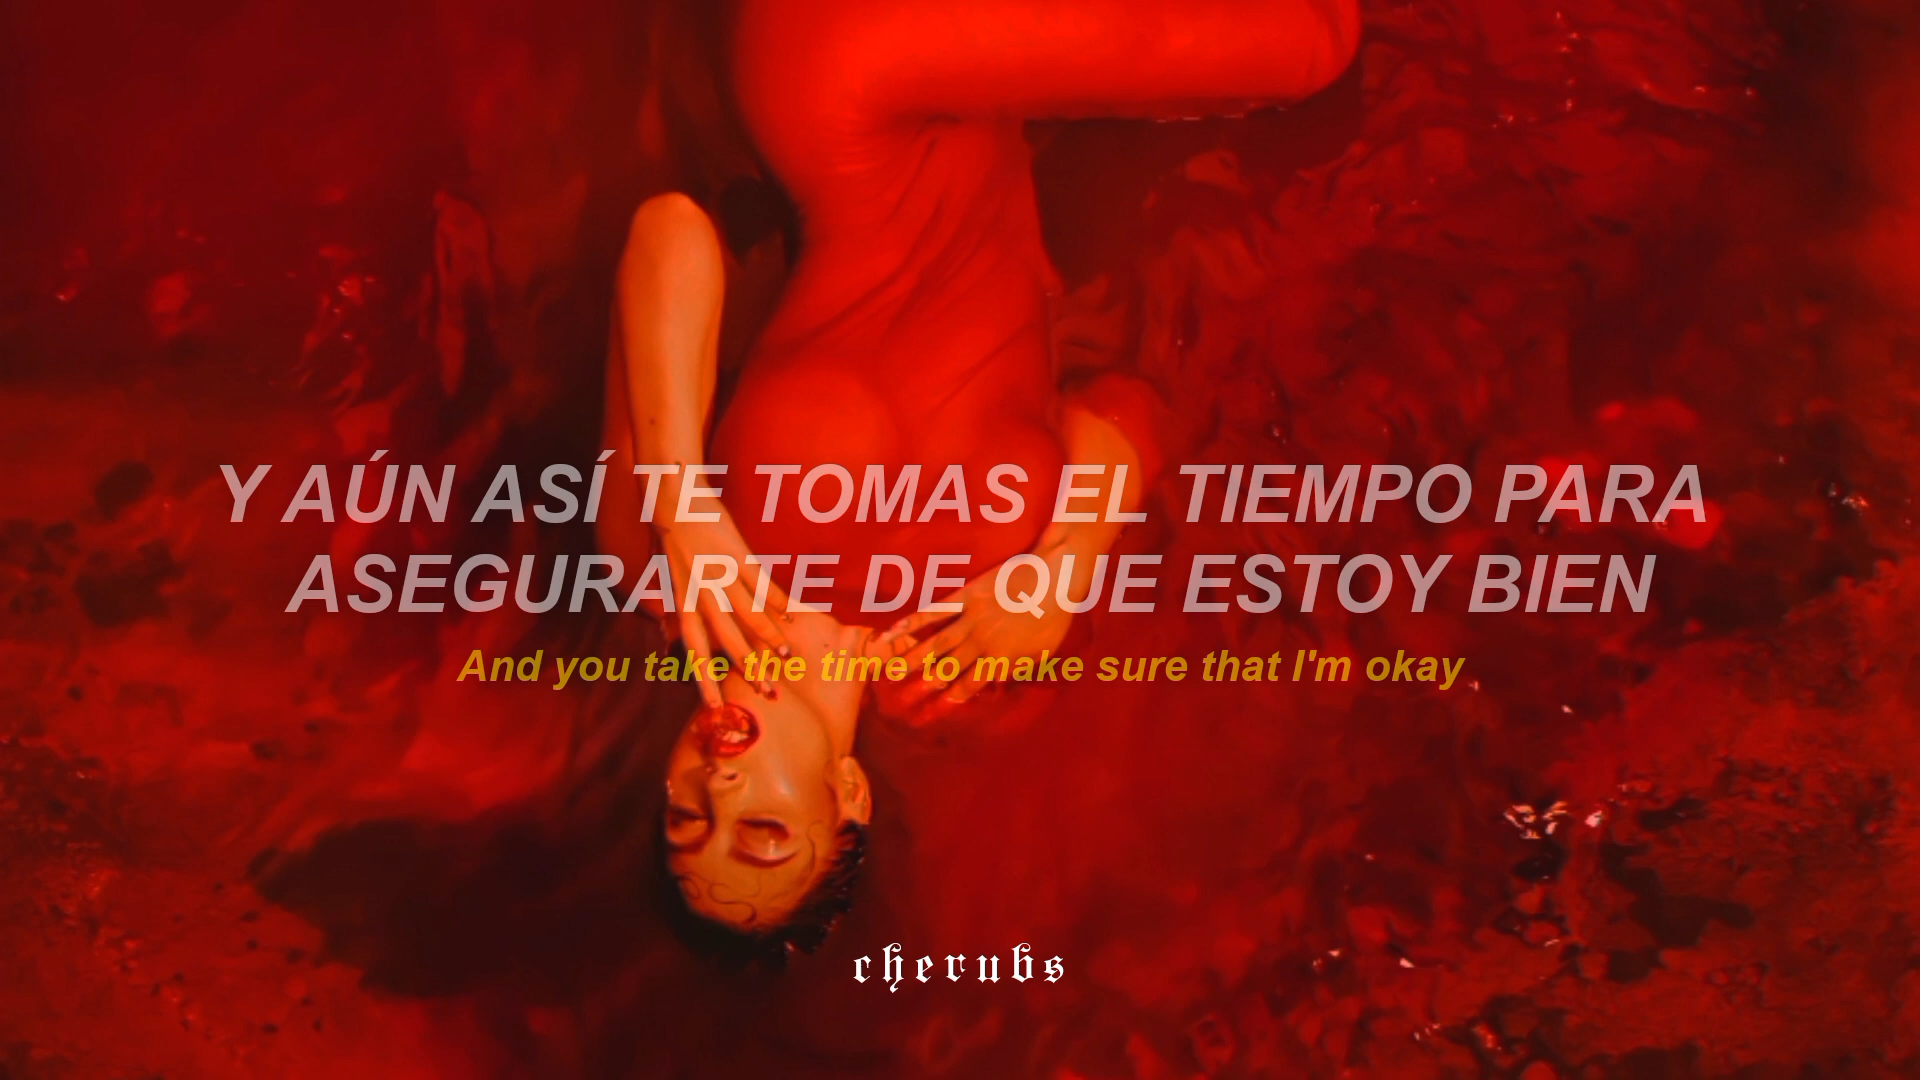 Y AÚN ASÍ TE TOMAS EL TIEMPO PARA
ASEGURARTE DE QUE ESTOY BIEN
And you take the time to make sure that I'm okay
cherubs